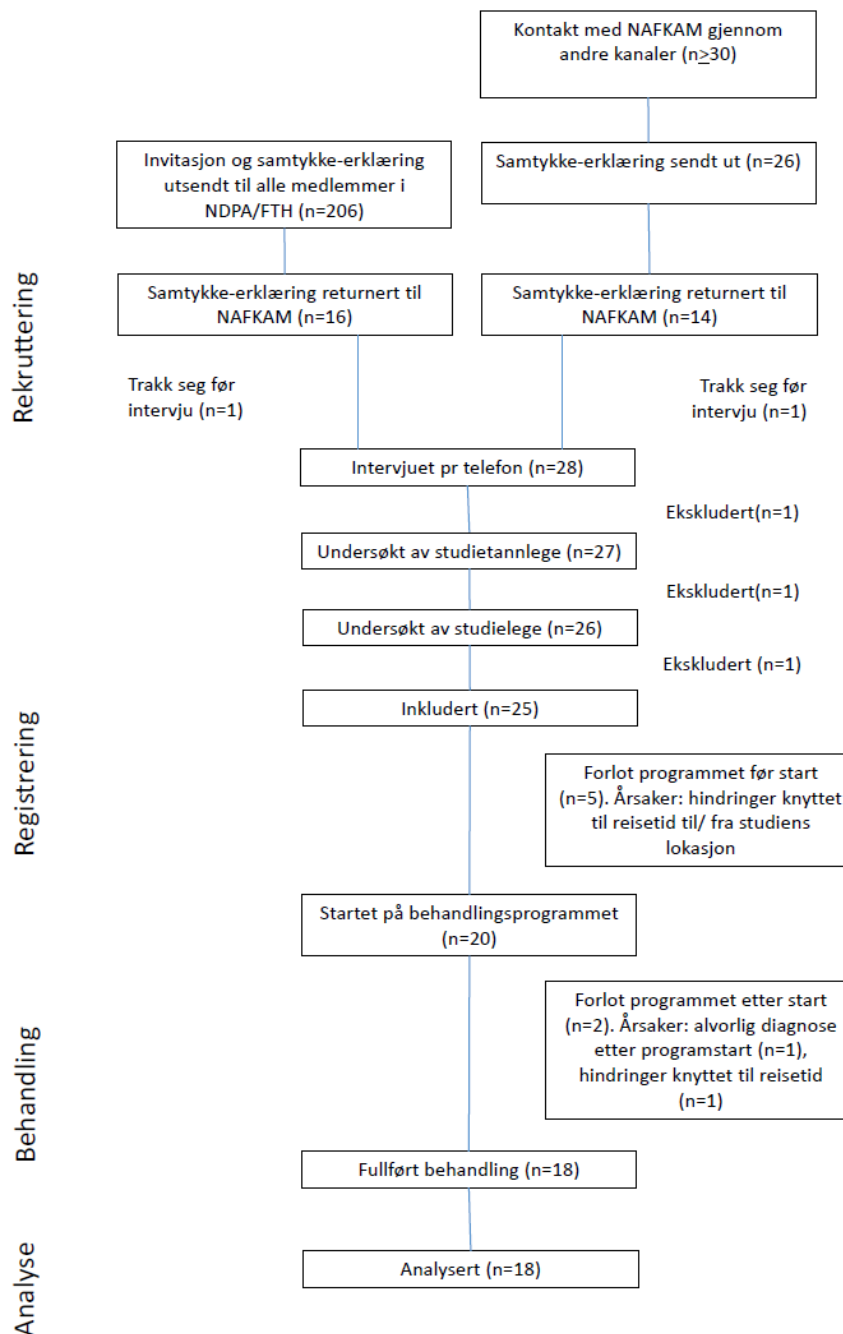 Kontakt med NAFKAM gjennom
andre kanaler (n≥30)
Invitasjon og samtykke-erklæring
utsendt til alle medlemmer i
NDPA/FTH (n=206)
Samtykke-erklæring sendt ut (n=26)
Rekruttering
Samtykke-erklæring returnert til
NAFKAM (n=16)
Samtykke-erklæring returnert til
NAFKAM (n=14)
Trakk seg før
intervju (n=1)
Trakk seg før
intervju (n=1)
Intervjuet pr telefon (n=28)
Ekskludert(n=1)
Undersøkt av studietannlege (n=27)
Ekskludert(n=1)
Undersøkt av studielege (n=26)
Ekskludert (n=1)
Registrering
Inkludert (n=25)
Forlot programmet før start
(n=5). Årsaker: hindringer knyttet
til reisetid til/ fra studiens
lokasjon
Startet på behandlingsprogrammet
(n=20)
Behandling
Forlot programmet etter start
(n=2). Årsaker: alvorlig diagnose
etter programstart (n=1),
hindringer knyttet til reisetid
(n=1)
Fullført behandling (n=18)
Analyse
Analysert (n=18)